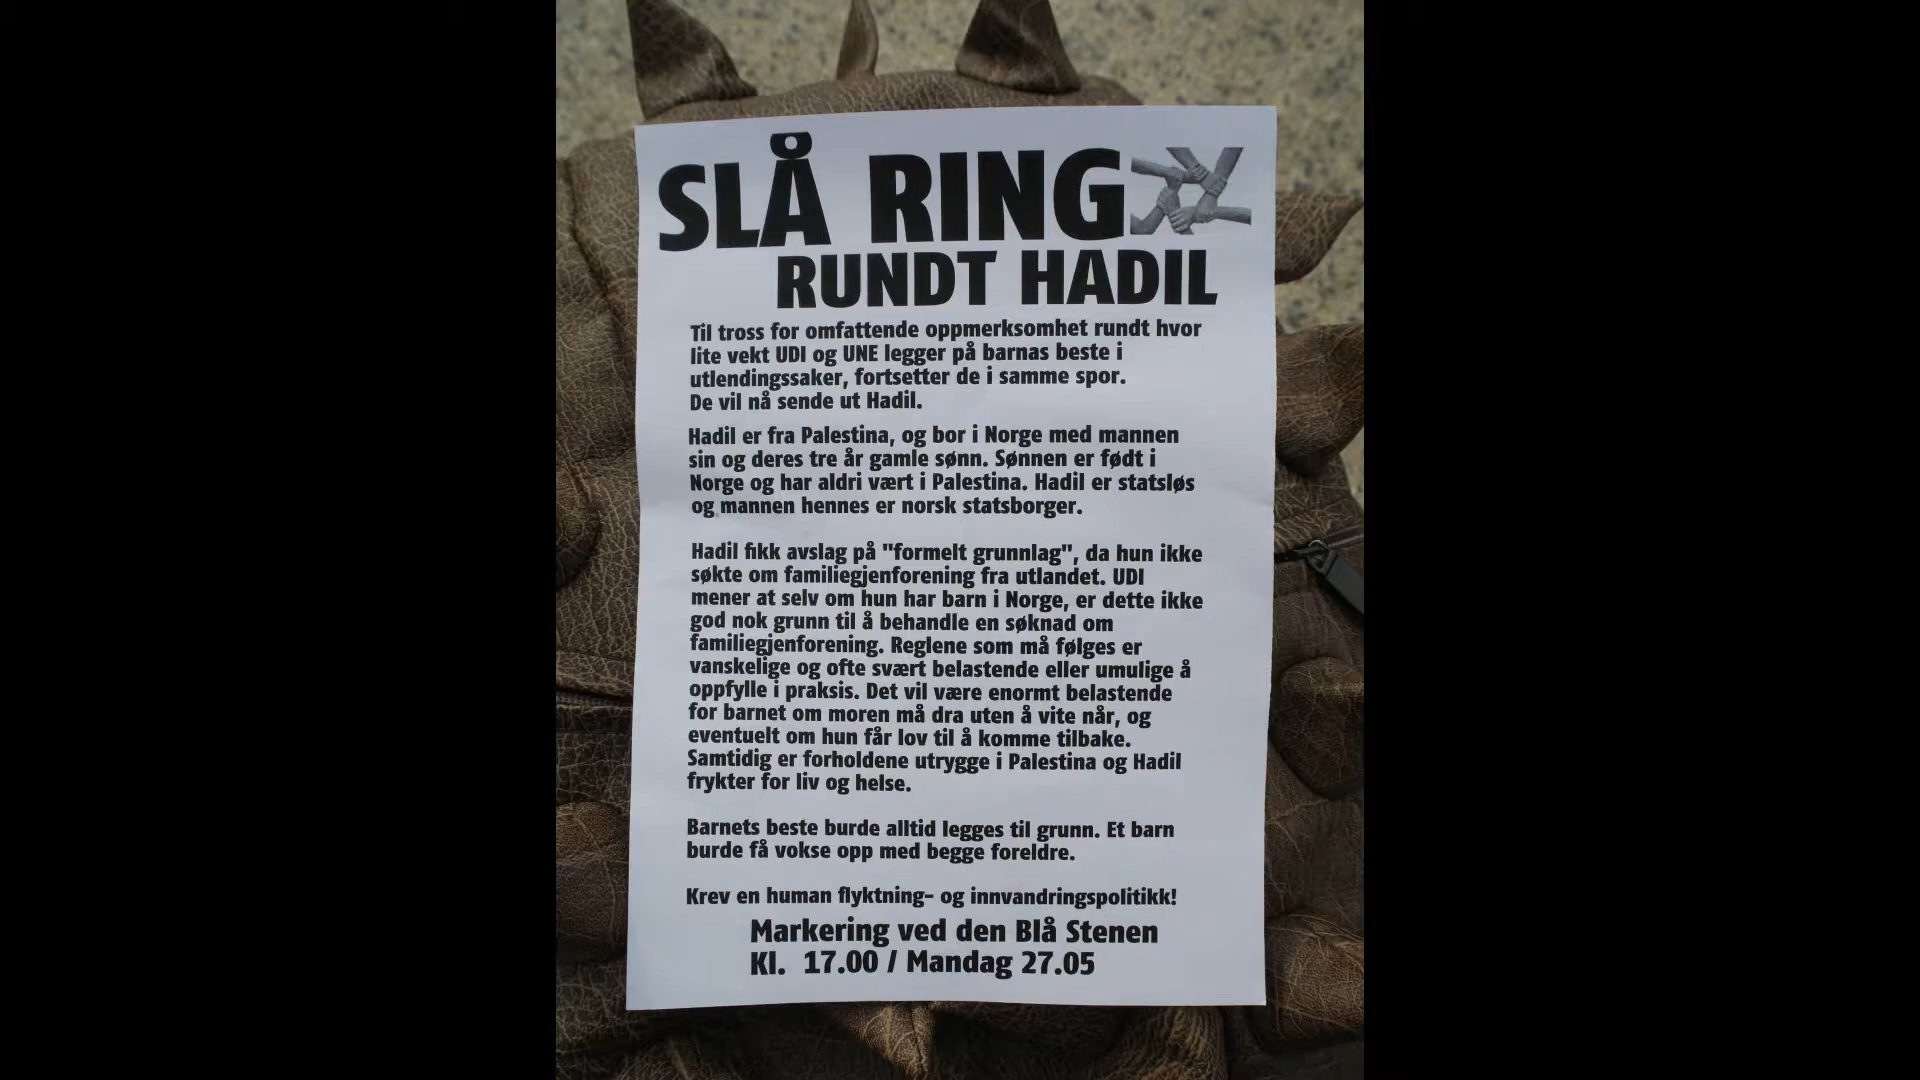 SLÅ RING
RUNDT HADIL
Til tross for omfattende oppmerksomhet rundt hvor
lite vekt UDI og UNE legger på barnas beste i
utlendingssaker, fortsetter de i samme spor.
De vil nå sende ut Hadil.
Hadil er fra Palestina, og bor i Norge med mannen
sin og deres tre år gamle sønn. Sønnen er født i
Norge og har aldri vært i Palestina. Hadil er statsløs
og mannen hennes er norsk statsborger.
Hadil fikk avslag på "formelt grunnlag", da hun ikke
søkte om familiegjenforening fra utlandet. UDI
mener at selv om hun har barn i Norge, er dette ikke
god nok grunn til å behandle en søknad om
familiegjenforening. Reglene som må følges er
vanskelige og ofte svært belastende eller umulige å
oppfylle i praksis. Det vil være enormt belastende
for barnet om moren må dra uten å vite når, og
eventuelt om hun får lov til å komme tilbake.
Samtidig er forholdene utrygge i Palestina og Hadil
frykter for liv og helse.
Barnets beste burde alltid legges til grunn. Et barn
burde få vokse opp med begge foreldre.
Krev en human flyktning- og innvandringspolitikk!
Markering ved den Blå Stenen
Kl. 17.00 / Mandag 27.05